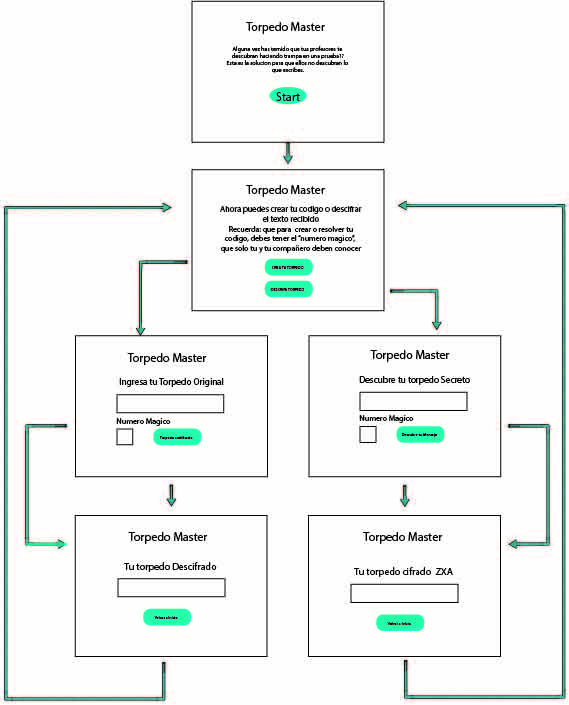 Torpedo Master
Alguna vez has temido que tus profesores te
descubran haciendo trampa en una prueba??
Esta es la solucion para que ellos no descubran lo
que escribes.
Start
Torpedo Master
Ahora puedes crear tu codigo o descifrar
el texto recibido
Recuerda: que para crear o resolver tu
codigo, debes tener el "numero magico",
que solo tu y tu compañero deben conocer
CREA TU TORPEDO
DESCIFRA TORPEDO
Torpedo Master
Ingresa tu Torpedo Original
Numero Magico
Torpedo Master
Descubre tu torpedo Secreto
Numero Magico
Descubre tu Mensaje
Torpedo Master
Tu torpedo Descifrado
Volver a Inicio
Torpedo Master
Tu torpedo cifrado ZXA
Volver a Inicio